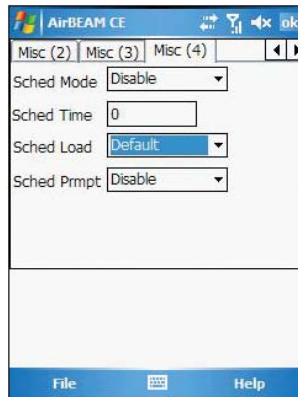 AirBEAM CE ok
Misc (2) Misc (3) Misc (4)
Sched Mode Disable
Sched Time 0
Sched Load Default
Sched Prmpt Disable
File Help